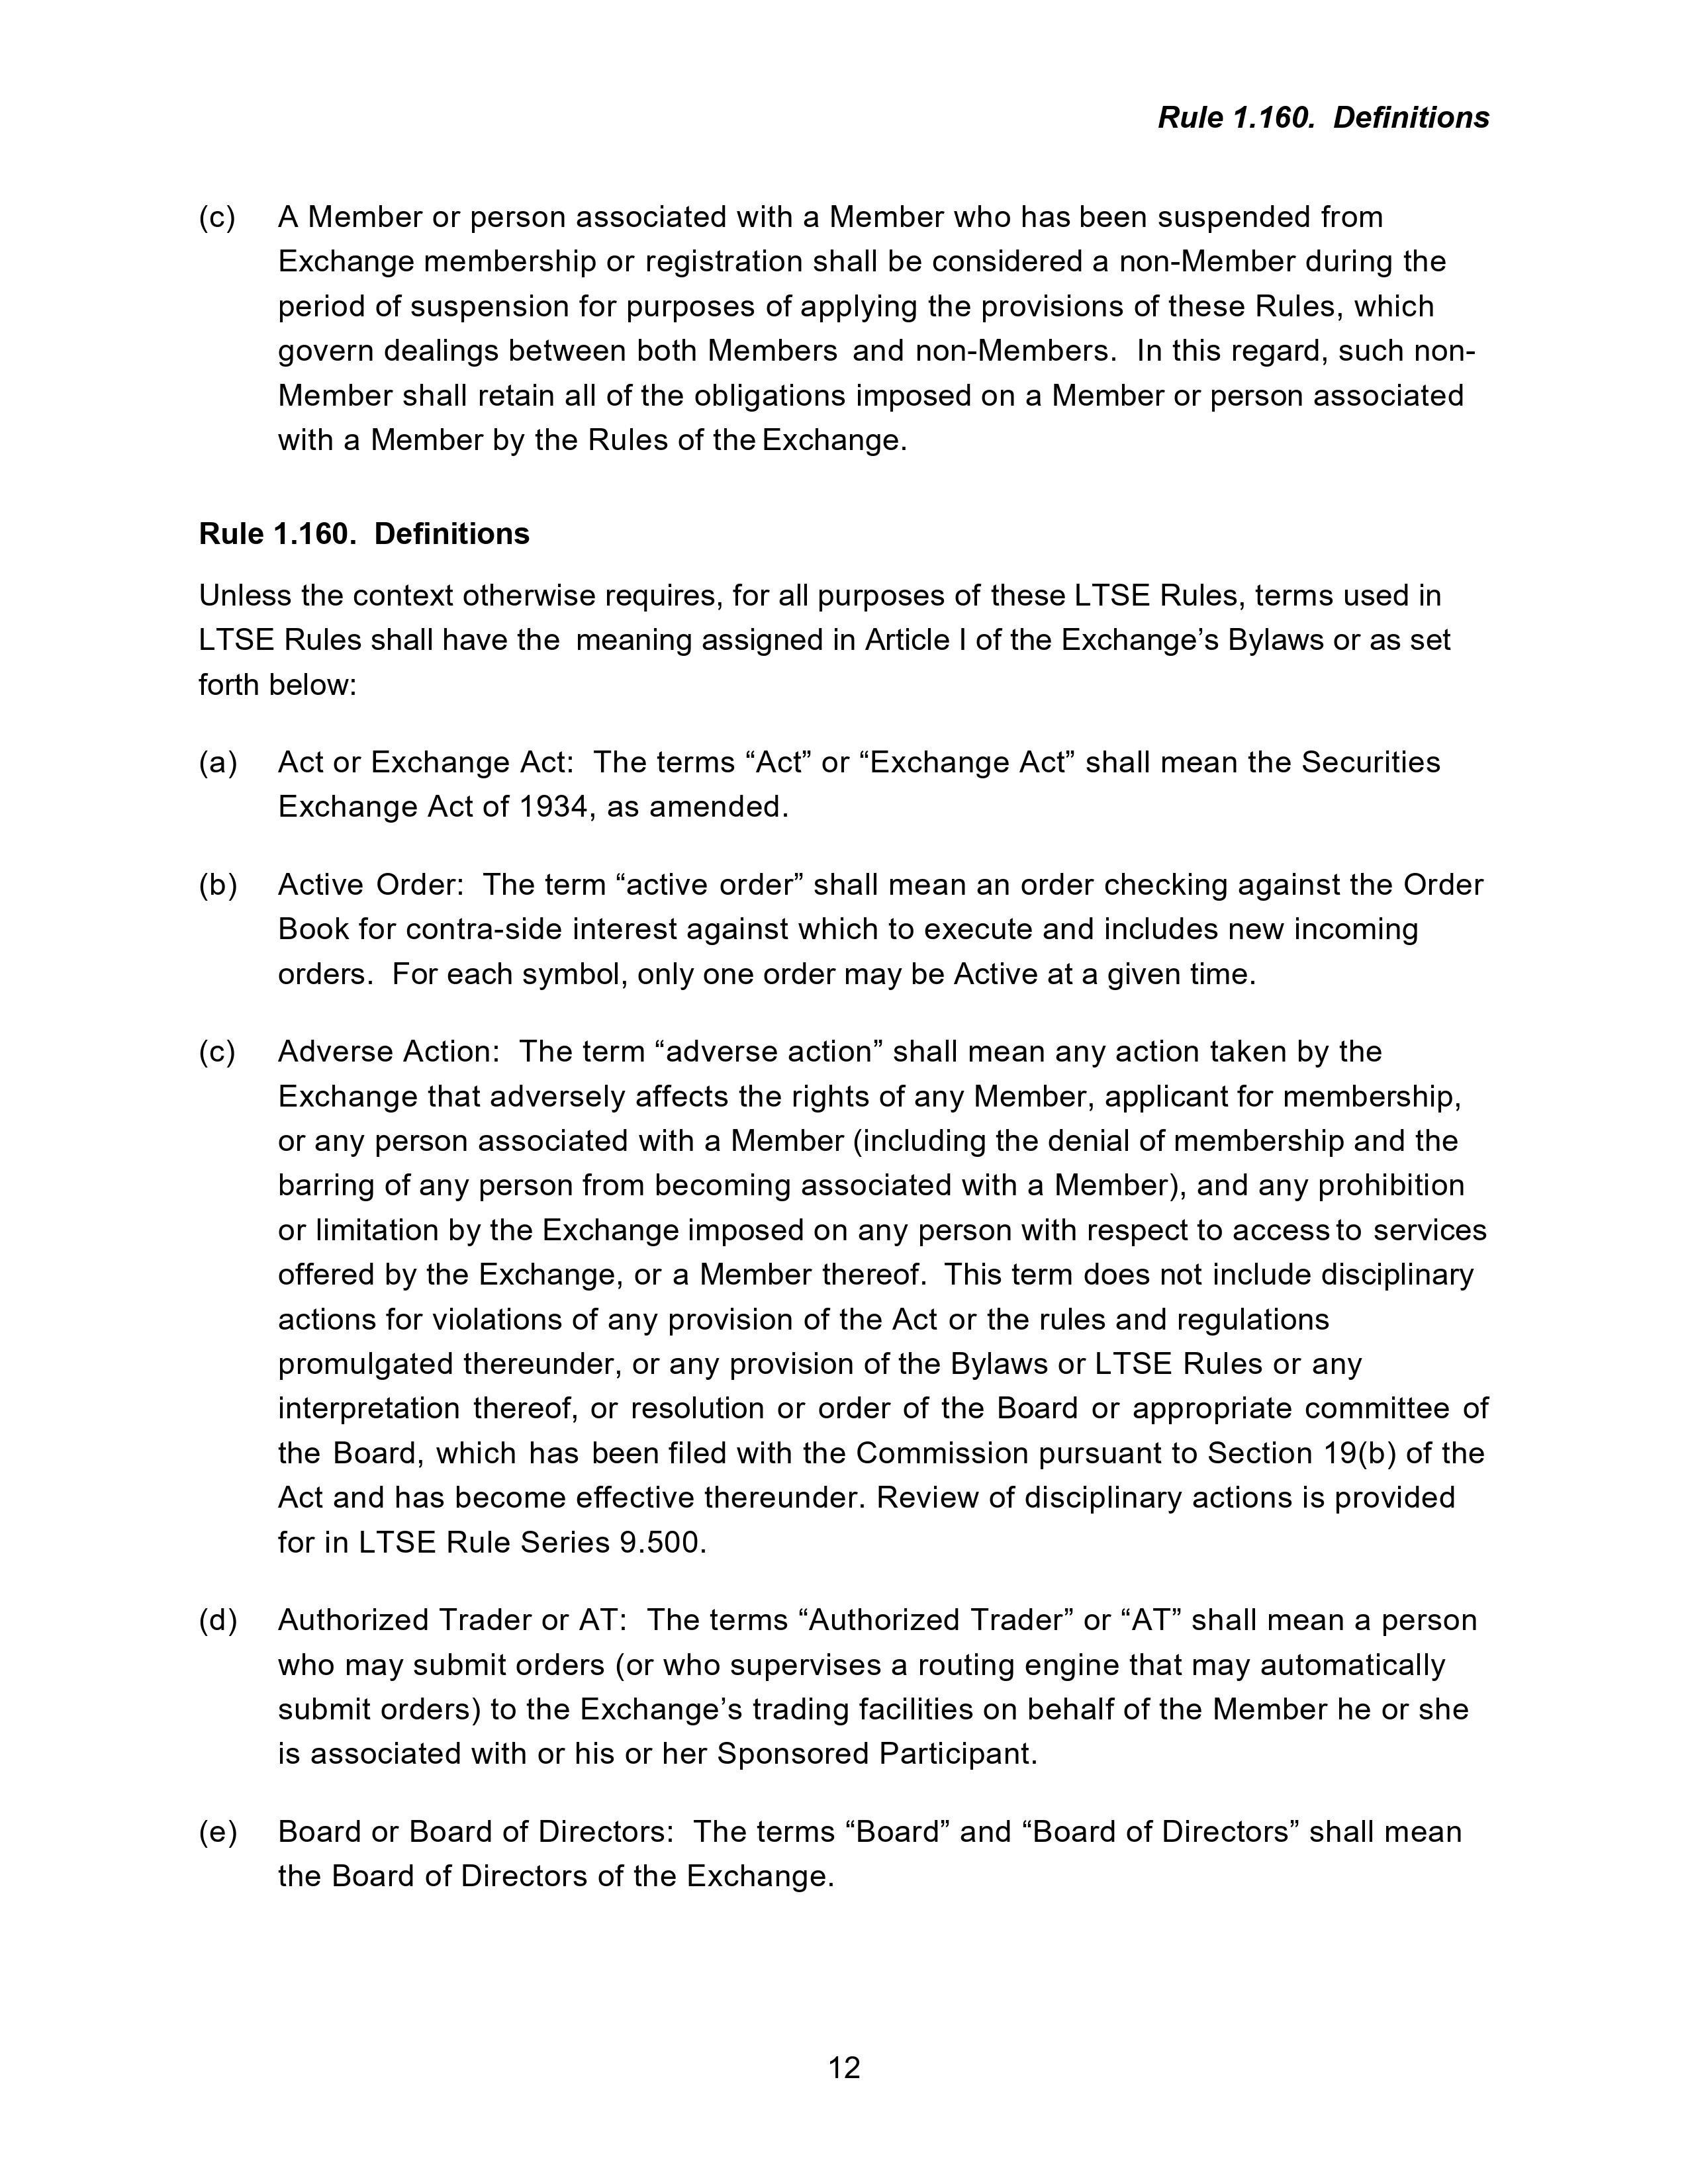 Rule 1.160.  Definitions
(c) A Member or person associated with a Member who has been suspended from
Exchange membership or registration shall be considered a non-Member during the
period of suspension for purposes of applying the provisions of these Rules, which
govern dealings between both Members and non-Members.  In this regard, such non-
Member shall retain all of the obligations imposed on a Member or person associated
with a Member by the Rules of the Exchange.
Rule 1.160.  Definitions
Unless the context otherwise requires, for all purposes of these LTSE Rules, terms used in
LTSE Rules shall have the meaning assigned in Article I of the Exchange’s Bylaws or as set
forth below:
(a) Act or Exchange Act:  The terms “Act” or “Exchange Act” shall mean the Securities
Exchange Act of 1934, as amended.
(b) Active Order:  The term “active order” shall mean an order checking against the Order
Book for contra-side interest against which to execute and includes new incoming
orders.  For each symbol, only one order may be Active at a given time.
(c) Adverse Action:  The term “adverse action” shall mean any action taken by the
Exchange that adversely affects the rights of any Member, applicant for membership,
or any person associated with a Member (including the denial of membership and the
barring of any person from becoming associated with a Member), and any prohibition
or limitation by the Exchange imposed on any person with respect to access to services
offered by the Exchange, or a Member thereof.  This term does not include disciplinary
actions for violations of any provision of the Act or the rules and regulations
promulgated thereunder, or any provision of the Bylaws or LTSE Rules or any
interpretation thereof, or resolution or order of the Board or appropriate committee of
the Board, which has been filed with the Commission pursuant to Section 19(b) of the
Act and has become effective thereunder. Review of disciplinary actions is provided
for in LTSE Rule Series 9.500.
(d) Authorized Trader or AT:  The terms “Authorized Trader” or “AT” shall mean a person
who may submit orders (or who supervises a routing engine that may automatically
submit orders) to the Exchange’s trading facilities on behalf of the Member he or she
is associated with or his or her Sponsored Participant.
(e) Board or Board of Directors:  The terms “Board” and “Board of Directors” shall mean
the Board of Directors of the Exchange.
12